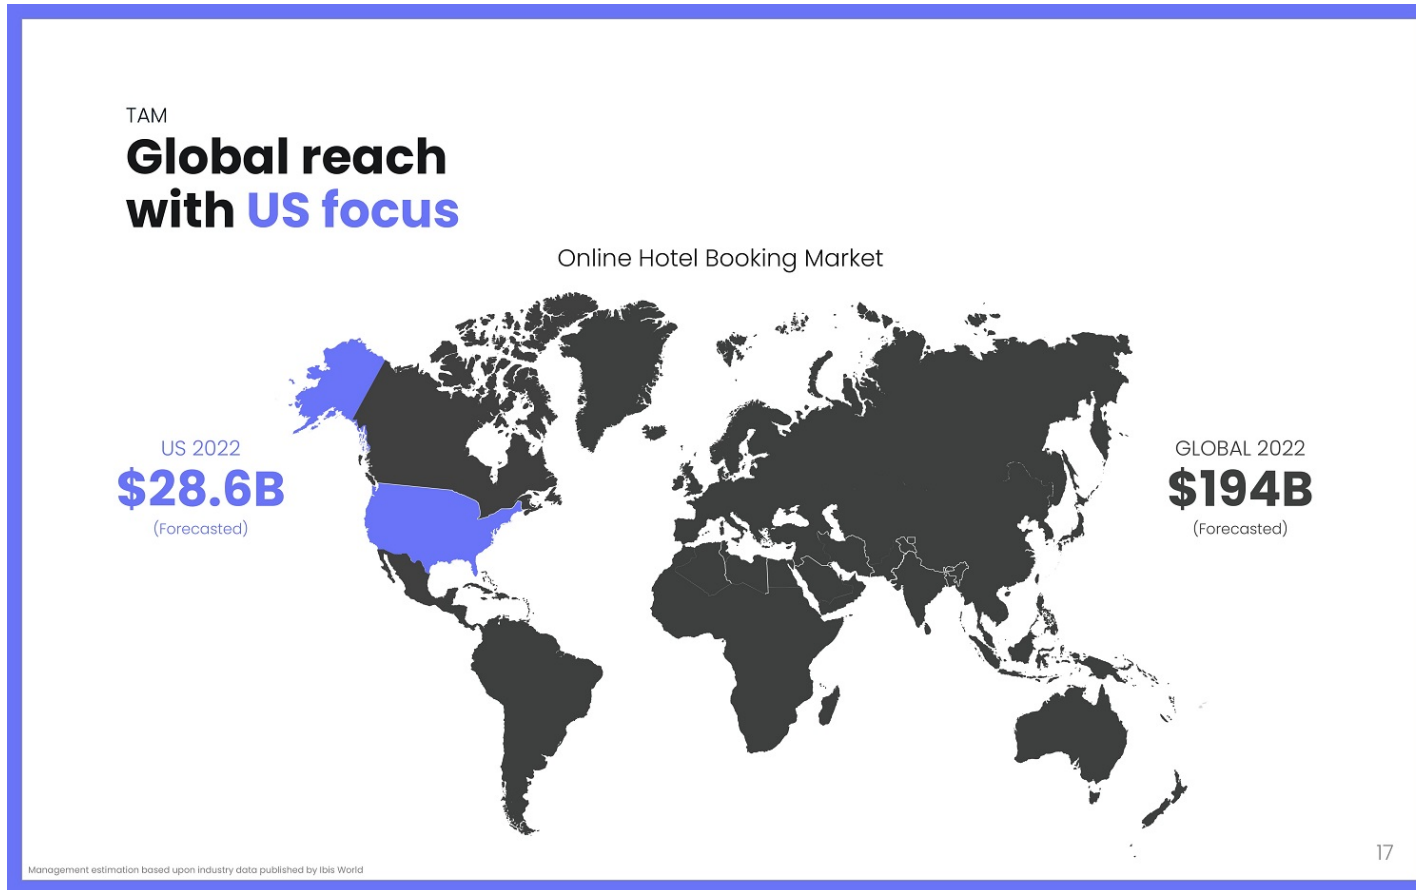 TAM
Global reach
with US focus
Online Hotel Booking Market
US 2022
$28.6B
(Forecasted)
GLOBAL 2022
$194B
(Forecasted)
17
Management estimation based upon industry data published by Ibis World